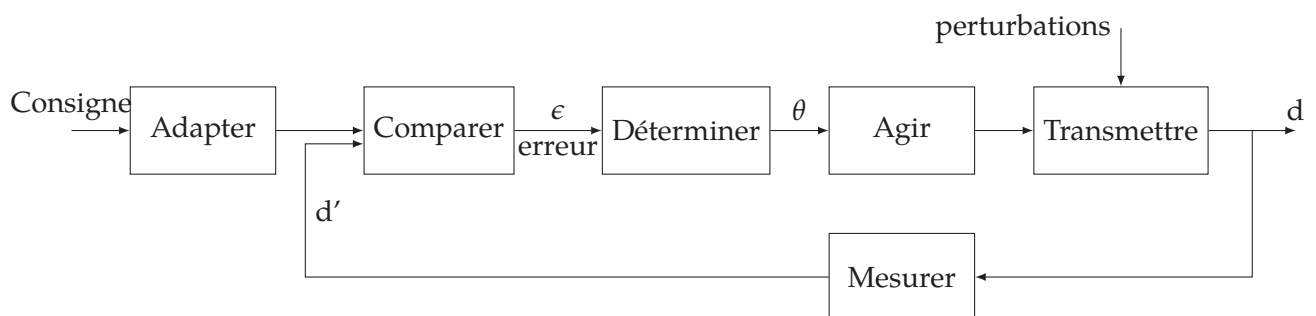 perturbations
Consigne
Adapter
Comparer
ϵ
erreur
Déterminer
θ
Agir
Transmettre
d
d’
Mesurer